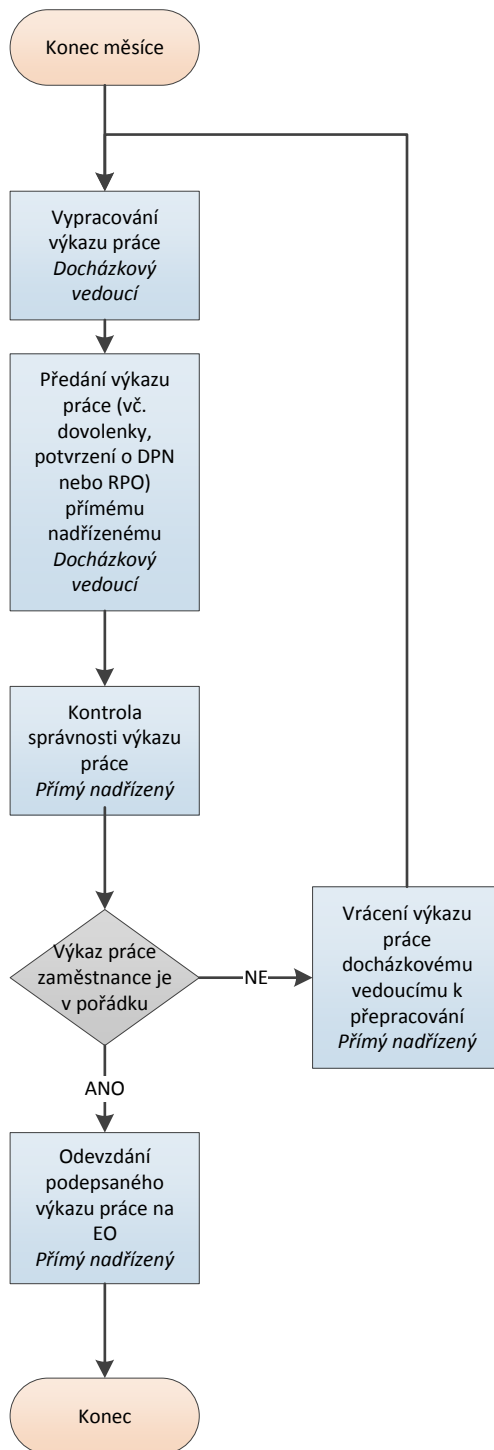 Konec měsíce
Vypracování
výkazu práce
Docházkový
vedoucí
Předání výkazu
práce (vč.
dovolenky,
potvrzení o DPN
nebo RPO)
přímému
nadřízenému
Docházkový
vedoucí
Kontrola
správnosti výkazu
práce
Přímý nadřízený
Výkaz práce
zaměstnance je
v pořádku
NE
Vrácení výkazu
práce
docházkovému
vedoucímu k
přepracování
Přímý nadřízený
ANO
Odevzdání
podepsaného
výkazu práce na
EO
Přímý nadřízený
Konec